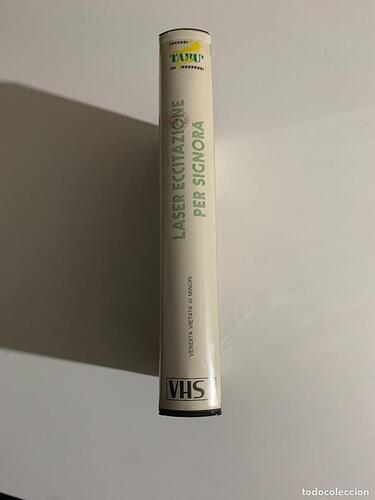 TABU'
LASER ECCITAZIONE
PER SIGNORA
VENDITA VIETATA AI MINORI
VHS
todocoleccion